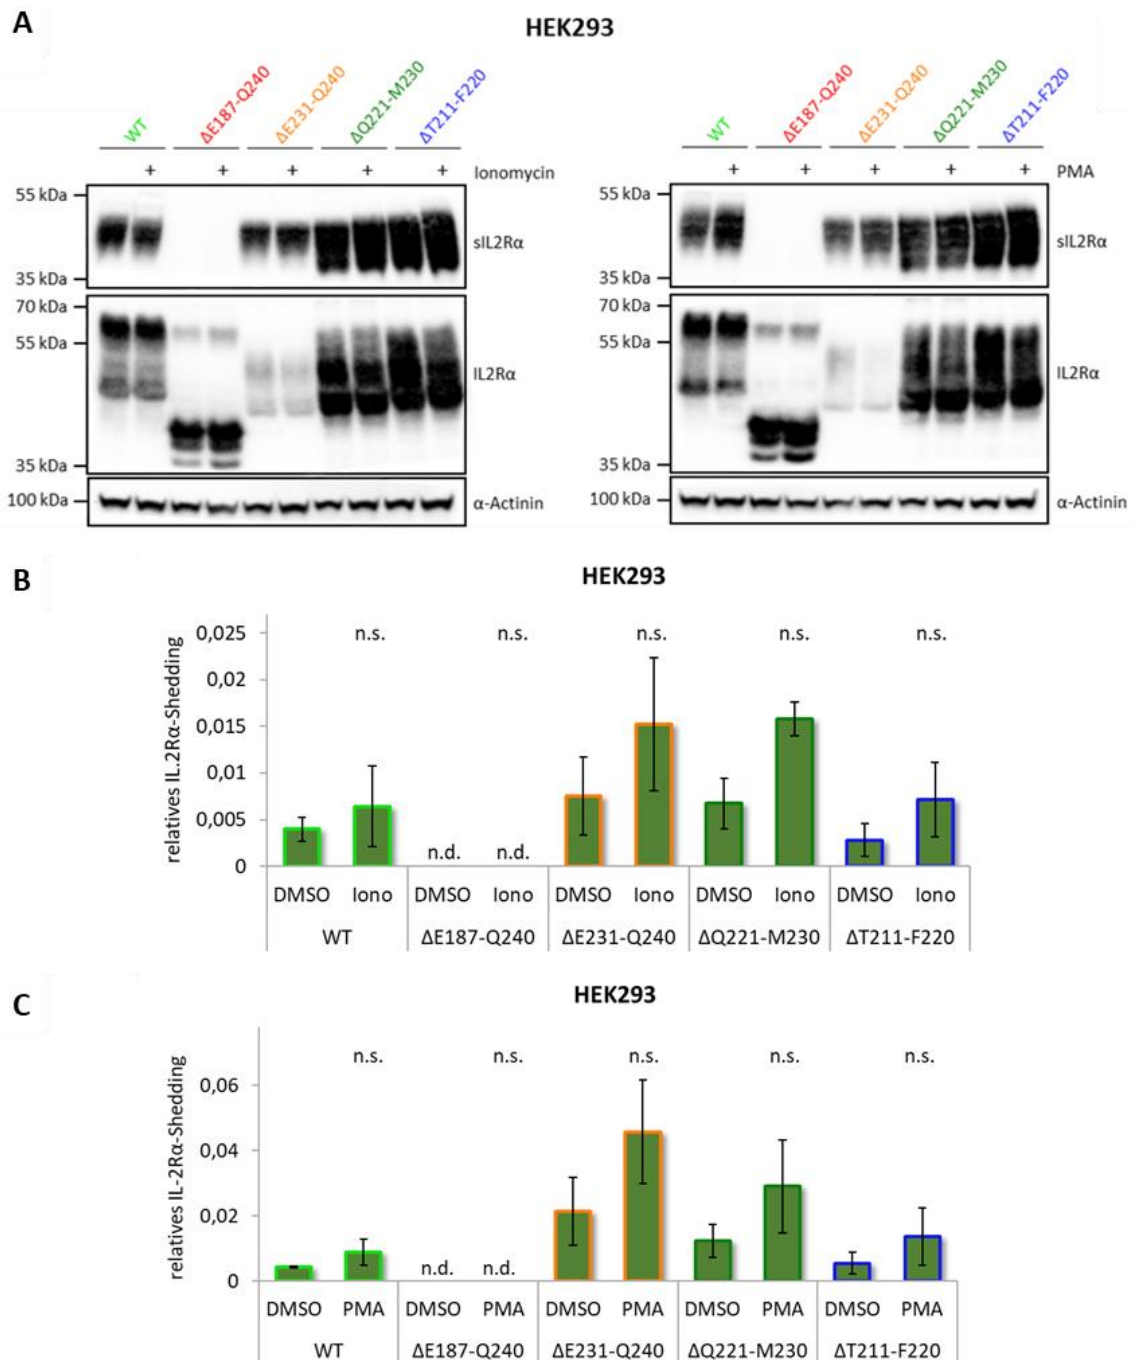 A
HEK293
WT ΔE187-Q240 ΔE231-Q240 ΔQ221-M230 ΔT211-F220
+ + + + + Ionomycin
55 kDa
sIL2Rα
35 kDa
70 kDa
55 kDa
IL2Rα
35 kDa
100 kDa
α-Actinin
WT ΔE187-Q240 ΔE231-Q240 ΔQ221-M230 ΔT211-F220
+ + + + + PMA
55 kDa
sIL2Rα
35 kDa
70 kDa
55 kDa
IL2Rα
35 kDa
100 kDa
α-Actinin
B
HEK293
relatives IL.2Rα-Shedding
0,025
0,02
0,015
0,01
0,005
0
n.s. n.s. n.s. n.s. n.s.
n.d. n.d.
DMSO Iono DMSO Iono DMSO Iono DMSO Iono DMSO Iono
WT ΔE187-Q240 ΔE231-Q240 ΔQ221-M230 ΔT211-F220
C
HEK293
relatives IL-2Rα-Shedding
0,06
0,04
0,02
0
n.s. n.s. n.s. n.s. n.s.
n.d. n.d.
DMSO PMA DMSO PMA DMSO PMA DMSO PMA DMSO PMA
WT ΔE187-Q240 ΔE231-Q240 ΔQ221-M230 ΔT211-F220